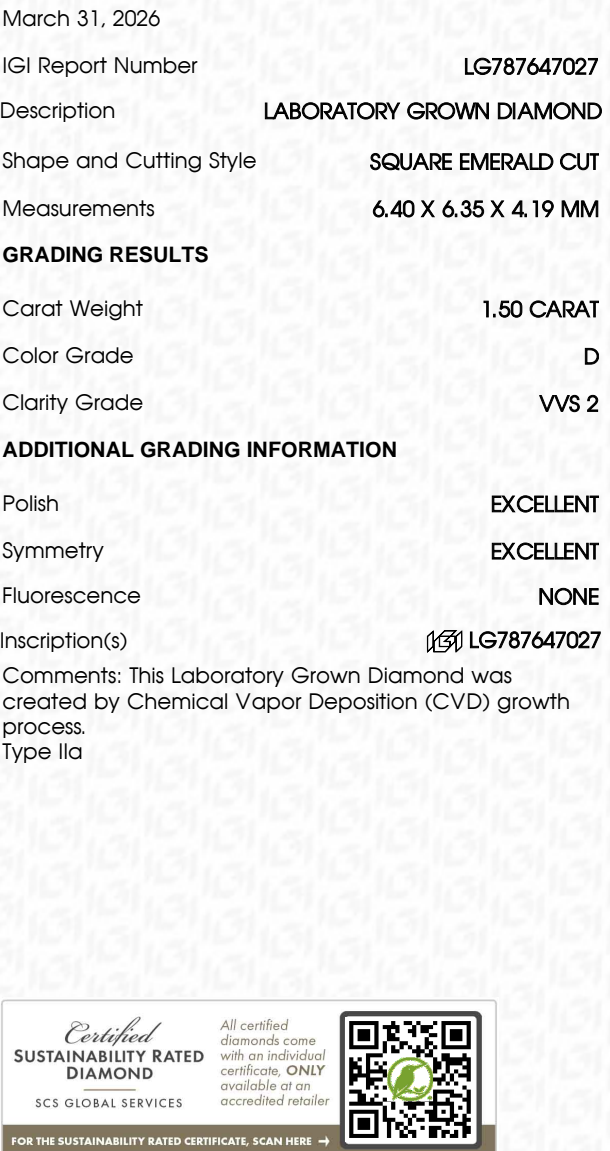 March 31, 2026
IGI Report Number LG787647027
Description LABORATORY GROWN DIAMOND
Shape and Cutting Style SQUARE EMERALD CUT
Measurements 6.40 X 6.35 X 4.19 MM
GRADING RESULTS
Carat Weight 1.50 CARAT
Color Grade D
Clarity Grade VVS 2
ADDITIONAL GRADING INFORMATION
Polish EXCELLENT
Symmetry EXCELLENT
Fluorescence NONE
Inscription(s) IGI LG787647027
Comments: This Laboratory Grown Diamond was
created by Chemical Vapor Deposition (CVD) growth
process.
Type IIa
Certified
SUSTAINABILITY RATED
DIAMOND
SCS GLOBAL SERVICES
All certified
diamonds come
with an individual
certificate, ONLY
available at an
accredited retailer
FOR THE SUSTAINABILITY RATED CERTIFICATE, SCAN HERE →